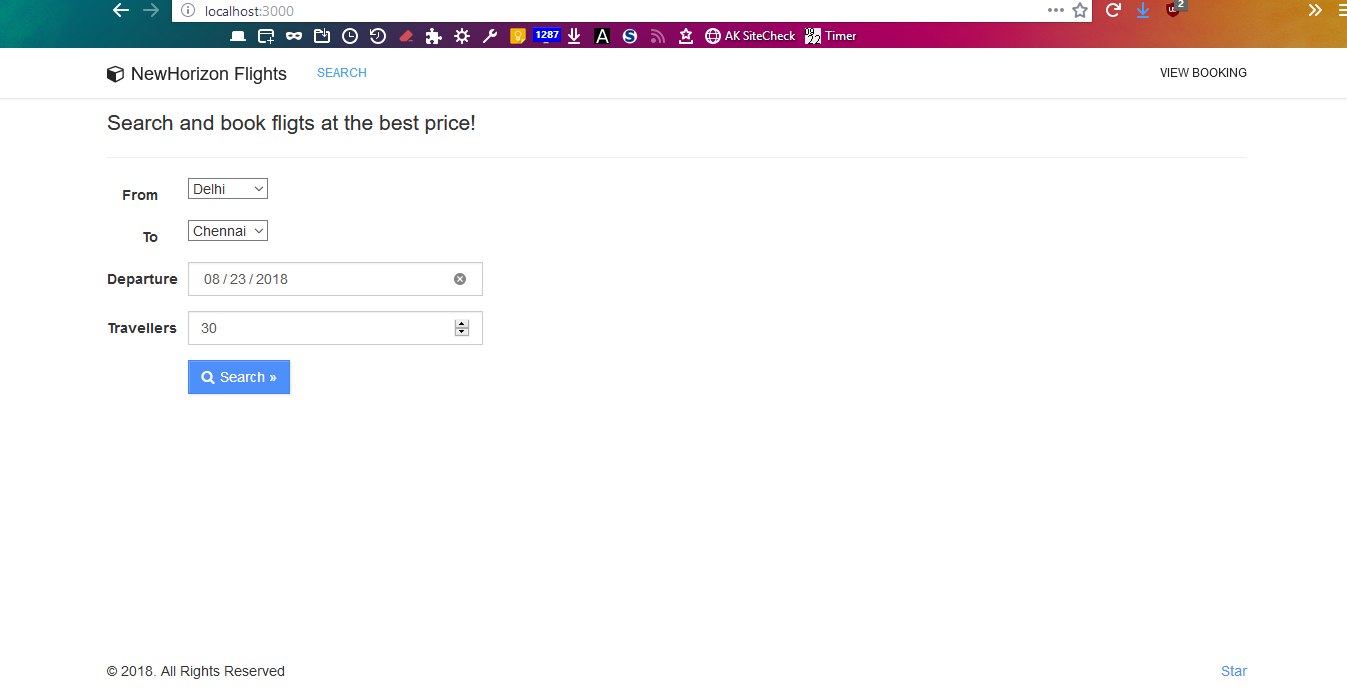 localhost:3000
2
1287
A
S
AK SiteCheck
Timer
NewHorizon Flights
SEARCH
VIEW BOOKING
Search and book fligts at the best price!
From
Delhi
To
Chennai
Departure
08 / 23 / 2018
Travellers
30
Search »
© 2018. All Rights Reserved
Star